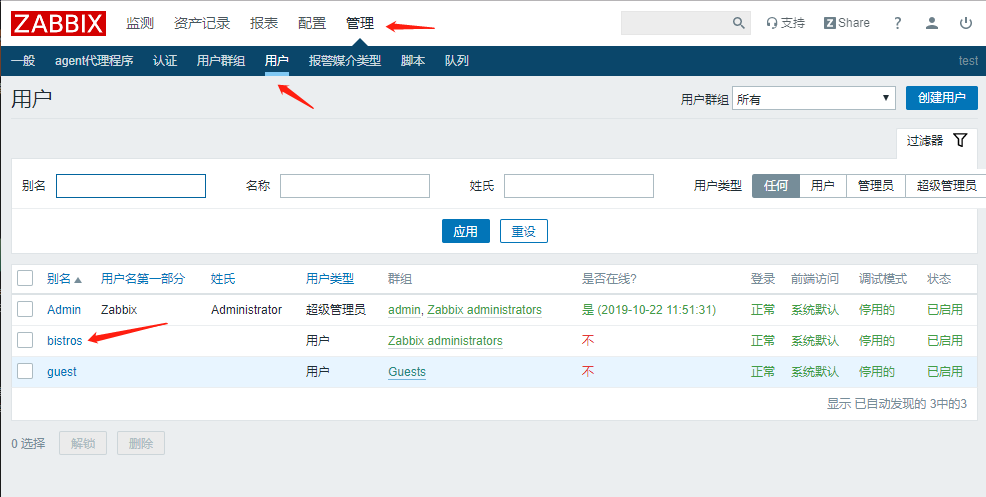 ZABBIX 监测 资产记录 报表 配置 管理 支持 Z Share ?
一般 agent代理程序 认证 用户群组 用户 报警媒介类型 脚本 队列 test
用户 用户群组 所有 创建用户
过滤器
别名 名称 姓氏 用户类型 任何 用户 管理员 超级管理员
应用 重设
别名 用户名第一部分 姓氏 用户类型 群组 是否在线? 登录 前端访问 调试模式 状态
Admin Zabbix Administrator 超级管理员 admin, Zabbix administrators 是 (2019-10-22 11:51:31) 正常 系统默认 停用的 已启用
bistros 用户 Zabbix administrators 不 正常 系统默认 停用的 已启用
guest 用户 Guests 不 正常 系统默认 停用的 已启用
显示 已自动发现的 3中的3
0 选择 解锁 删除